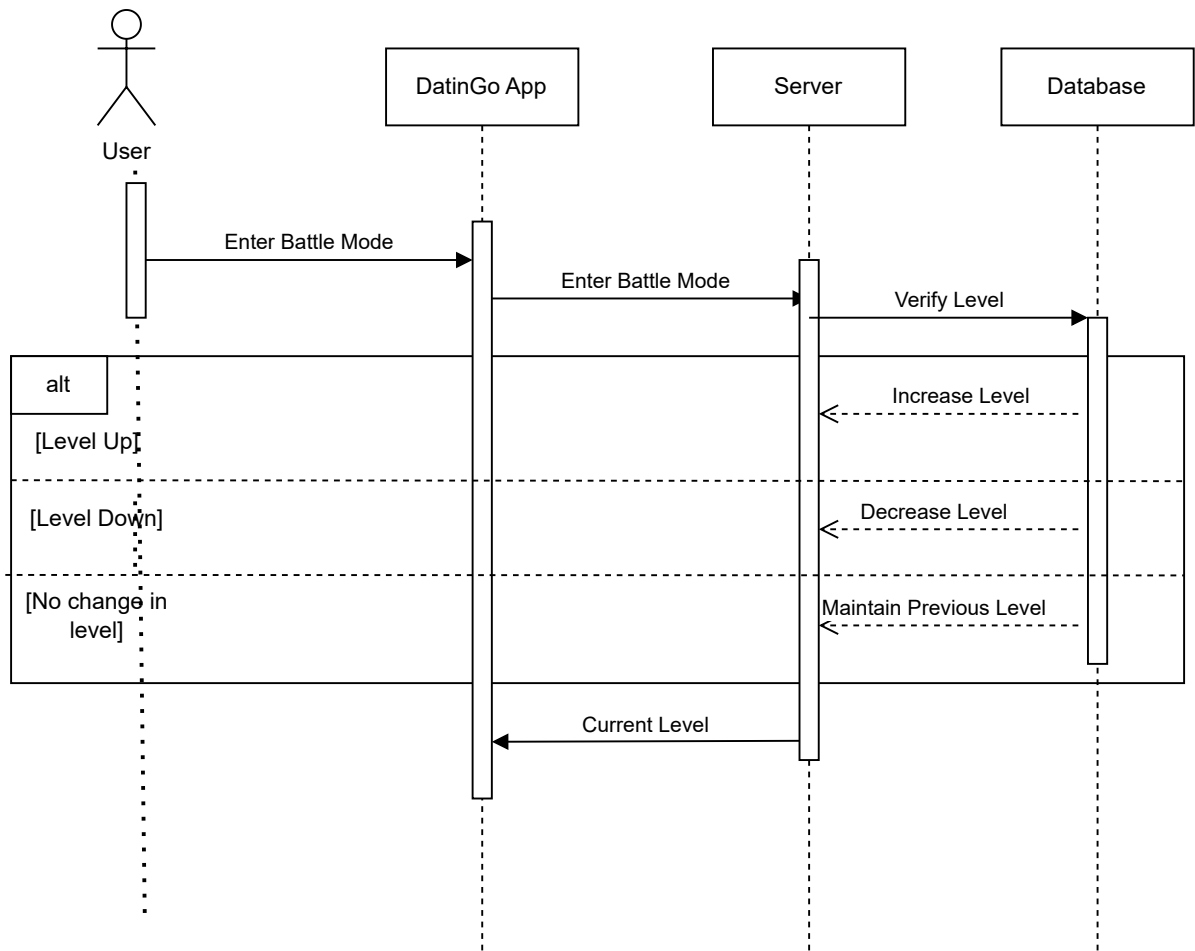 DatinGo App
Server
Database
User
Enter Battle Mode
Enter Battle Mode
Verify Level
alt
Increase Level
[Level Up]
Decrease Level
[Level Down]
[No change in
level]
Maintain Previous Level
Current Level